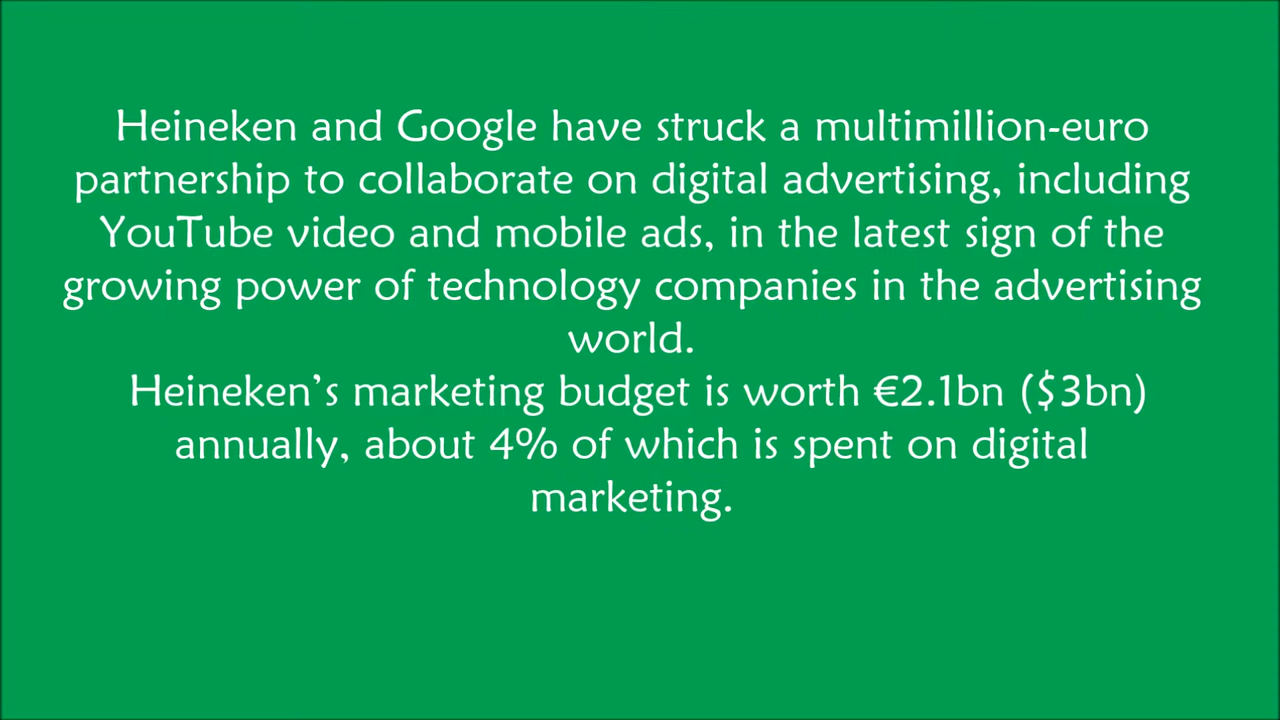 Heineken and Google have struck a multimillion-euro
partnership to collaborate on digital advertising, including
YouTube video and mobile ads, in the latest sign of the
growing power of technology companies in the advertising
world.
Heineken’s marketing budget is worth €2.1bn ($3bn)
annually, about 4% of which is spent on digital
marketing.